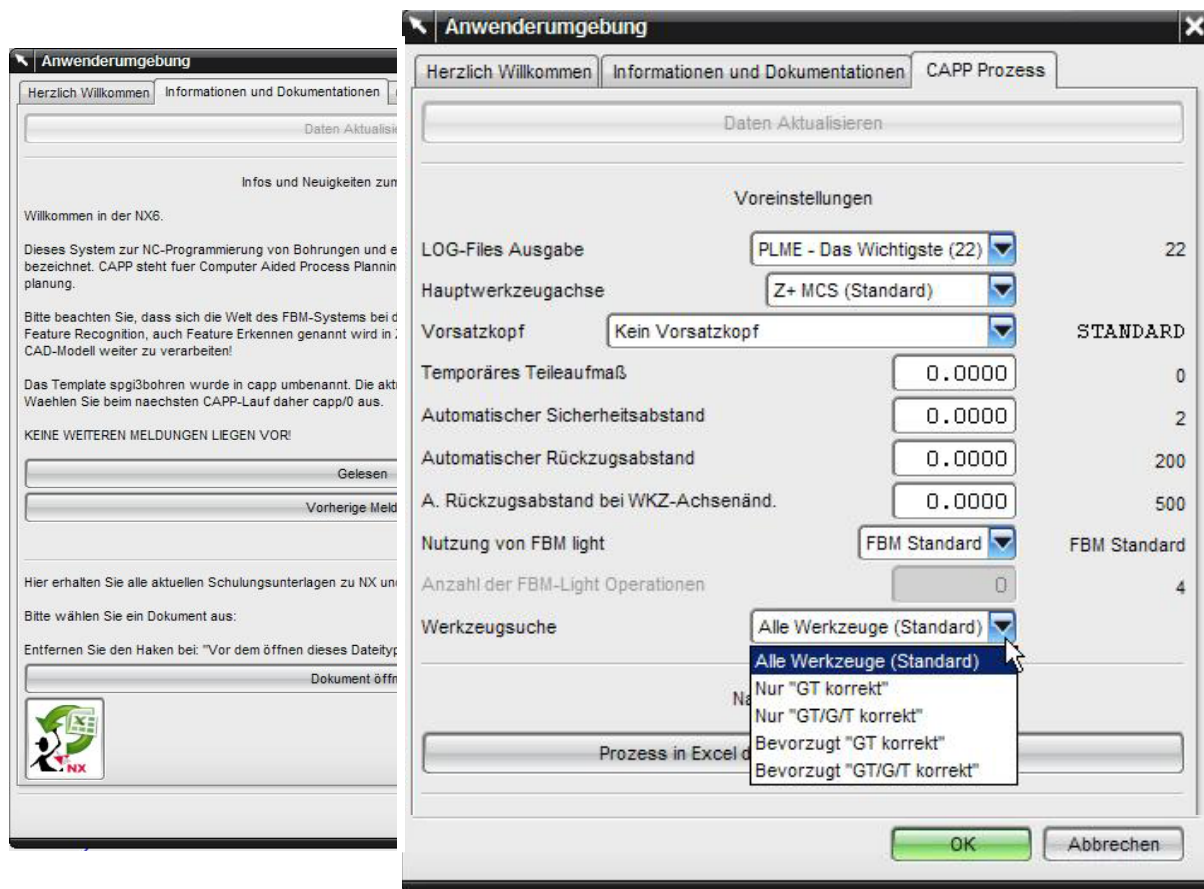 Anwenderumgebung
Herzlich Willkommen Informationen und Dokumentationen
Daten Aktualisi
Infos und Neuigkeiten zum
Willkommen in der NX6.
Dieses System zur NC-Programmierung von Bohrungen und e
bezeichnet. CAPP steht fuer Computer Aided Process Plannin
planung.
Bitte beachten Sie, dass sich die Welt des FBM-Systems bei d
Feature Recognition, auch Feature Erkennen genannt wird in
CAD-Modell weiter zu verarbeiten!
Das Template spgi3bohren wurde in capp umbenannt. Die akt
Waehlen Sie beim naechsten CAPP-Lauf daher capp/0 aus.
KEINE WEITEREN MELDUNGEN LIEGEN VOR!
Gelesen
Vorherige Meld
Hier erhalten Sie alle aktuellen Schulungsunterlagen zu NX un
Bitte wählen Sie ein Dokument aus:
Entfernen Sie den Haken bei: "Vor dem öffnen dieses Dateityp
Dokument öffn
NX
Anwenderumgebung
Herzlich Willkommen Informationen und Dokumentationen CAPP Prozess
Daten Aktualisieren
Voreinstellungen
LOG-Files Ausgabe PLME - Das Wichtigste (22) 22
Hauptwerkzeugachse Z+ MCS (Standard)
Vorsatzkopf Kein Vorsatzkopf STANDARD
Temporäres Teileaufmaß 0.0000 0
Automatischer Sicherheitsabstand 0.0000 2
Automatischer Rückzugsabstand 0.0000 200
A. Rückzugsabstand bei WKZ-Achsenänd. 0.0000 500
Nutzung von FBM light FBM Standard FBM Standard
Anzahl der FBM-Light Operationen 0 4
Werkzeugsuche Alle Werkzeuge (Standard)
Alle Werkzeuge (Standard)
Nur "GT korrekt"
Nur "GT/G/T korrekt"
Bevorzugt "GT korrekt"
Bevorzugt "GT/G/T korrekt"
Na
Prozess in Excel d
OK Abbrechen